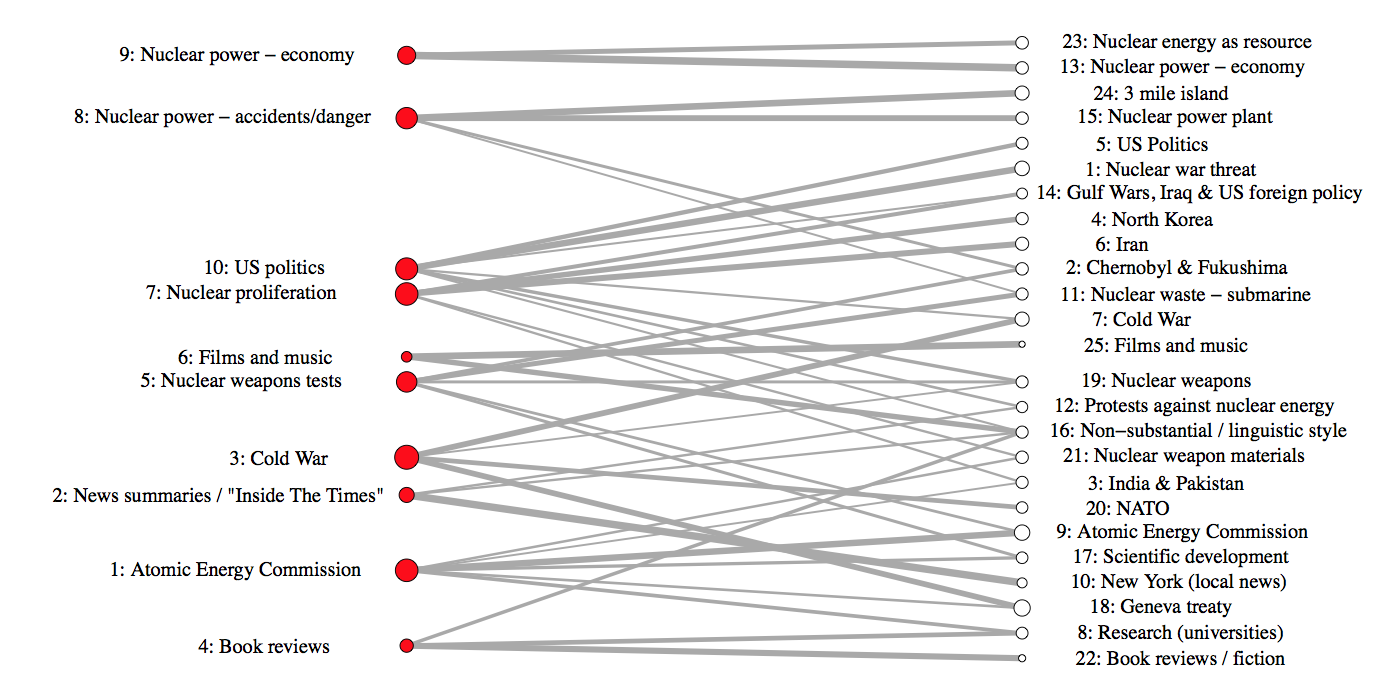 9: Nuclear power – economy
8: Nuclear power – accidents/danger
10: US politics
7: Nuclear proliferation
6: Films and music
5: Nuclear weapons tests
3: Cold War
2: News summaries / "Inside The Times"
1: Atomic Energy Commission
4: Book reviews
23: Nuclear energy as resource
13: Nuclear power – economy
24: 3 mile island
15: Nuclear power plant
5: US Politics
1: Nuclear war threat
14: Gulf Wars, Iraq & US foreign policy
4: North Korea
6: Iran
2: Chernobyl & Fukushima
11: Nuclear waste – submarine
7: Cold War
25: Films and music
19: Nuclear weapons
12: Protests against nuclear energy
16: Non–substantial / linguistic style
21: Nuclear weapon materials
3: India & Pakistan
20: NATO
9: Atomic Energy Commission
17: Scientific development
10: New York (local news)
18: Geneva treaty
8: Research (universities)
22: Book reviews / fiction